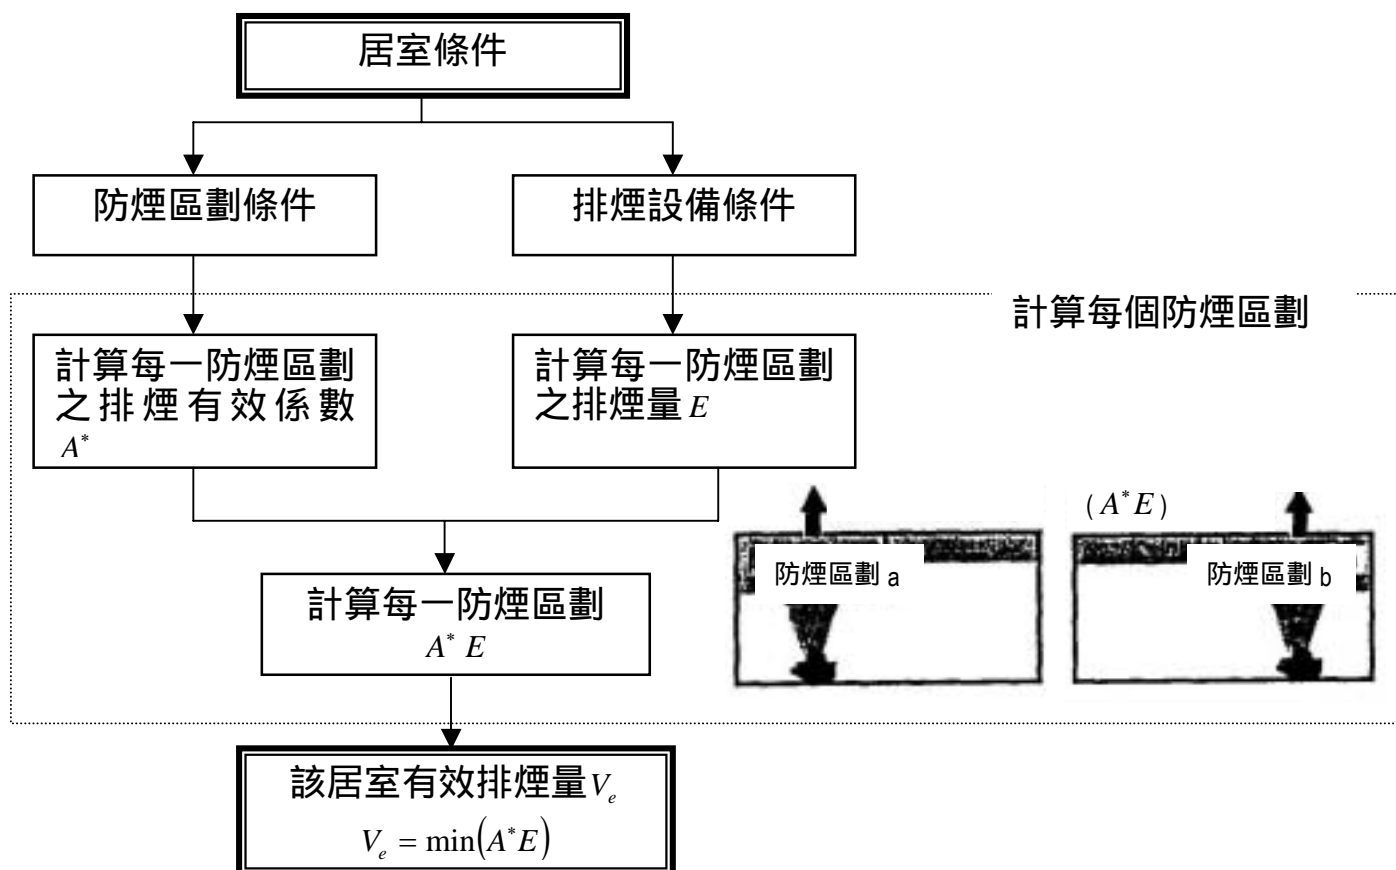 居室條件
防煙區劃條件
排煙設備條件
計算每個防煙區劃
計算每一防煙區劃
之排煙有效係數
A*
計算每一防煙區劃
之排煙量 E
(A*E)
防煙區劃 a
防煙區劃 b
計算每一防煙區劃
A* E
該居室有效排煙量Ve
Ve = min(A*E)